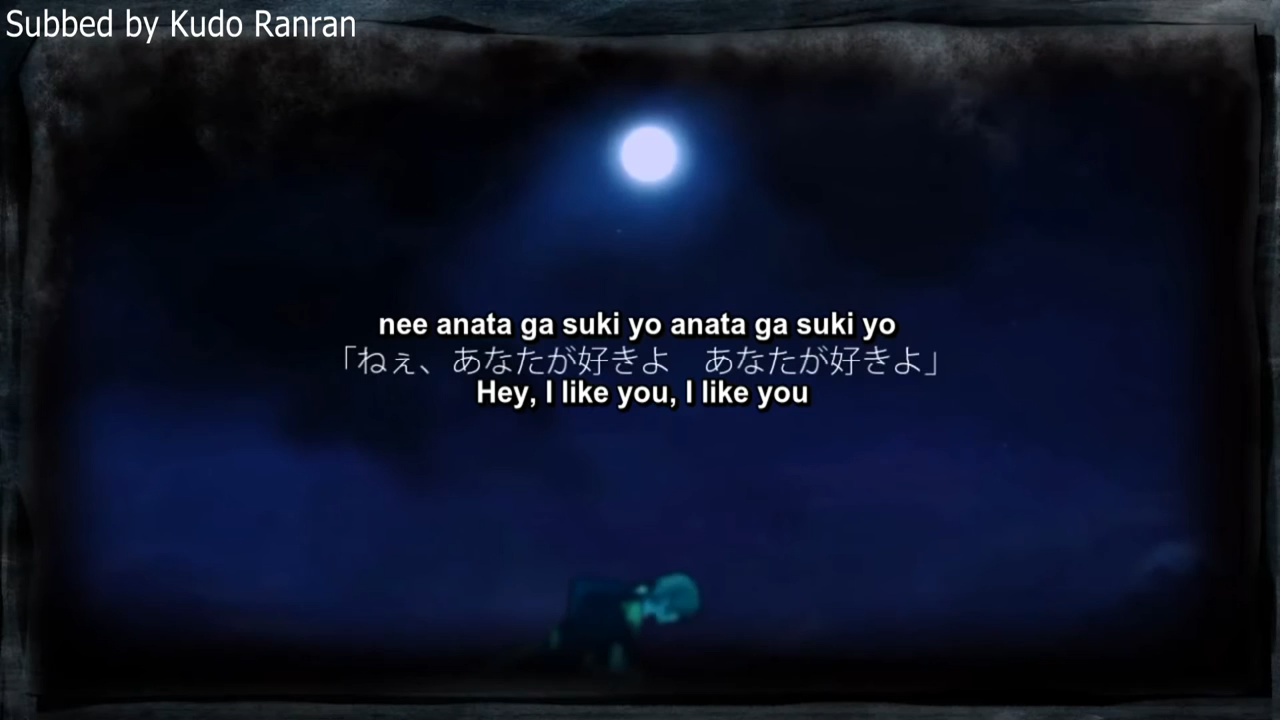 Subbed by Kudo Ranran
nee anata ga suki yo anata ga suki yo
「ねぇ、あなたが好きよ　あなたが好きよ」
Hey, I like you, I like you